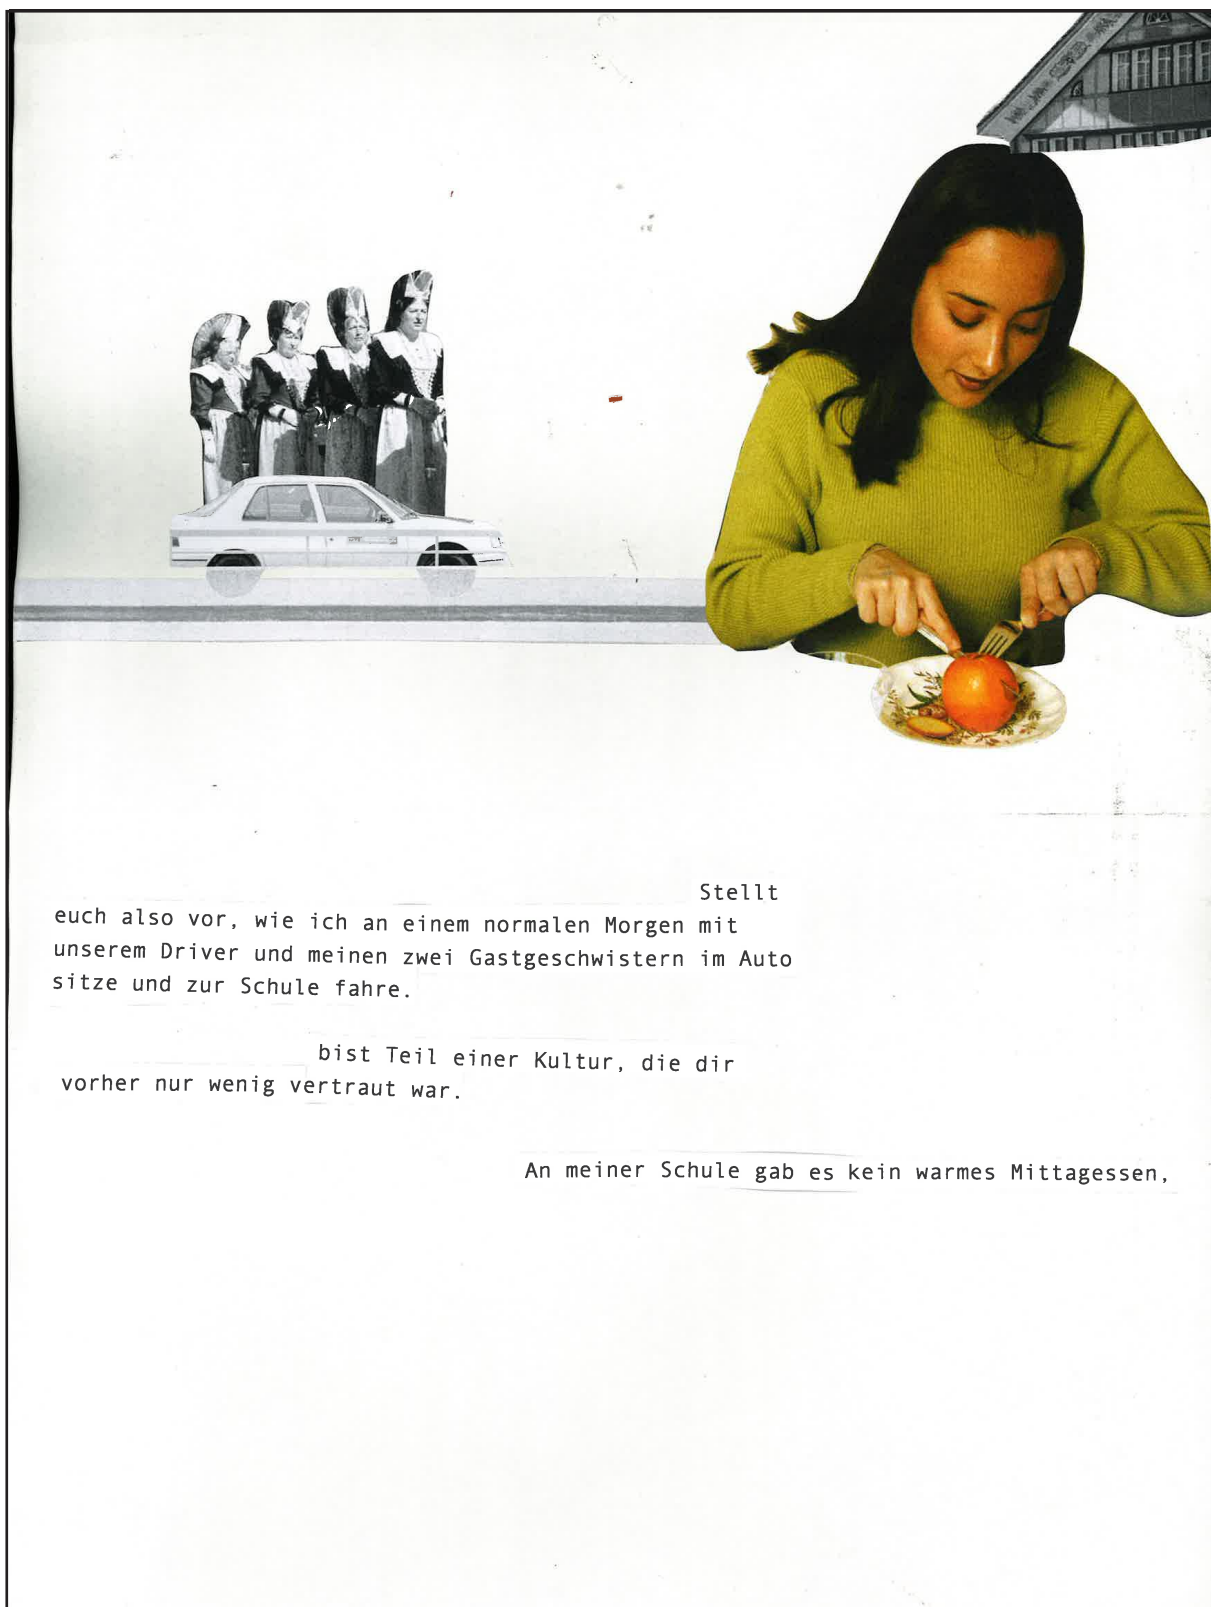 Stellt
euch also vor, wie ich an einem normalen Morgen mit
unserem Driver und meinen zwei Gastgeschwistern im Auto
sitze und zur Schule fahre.
bist Teil einer Kultur, die dir
vorher nur wenig vertraut war.
An meiner Schule gab es kein warmes Mittagessen,